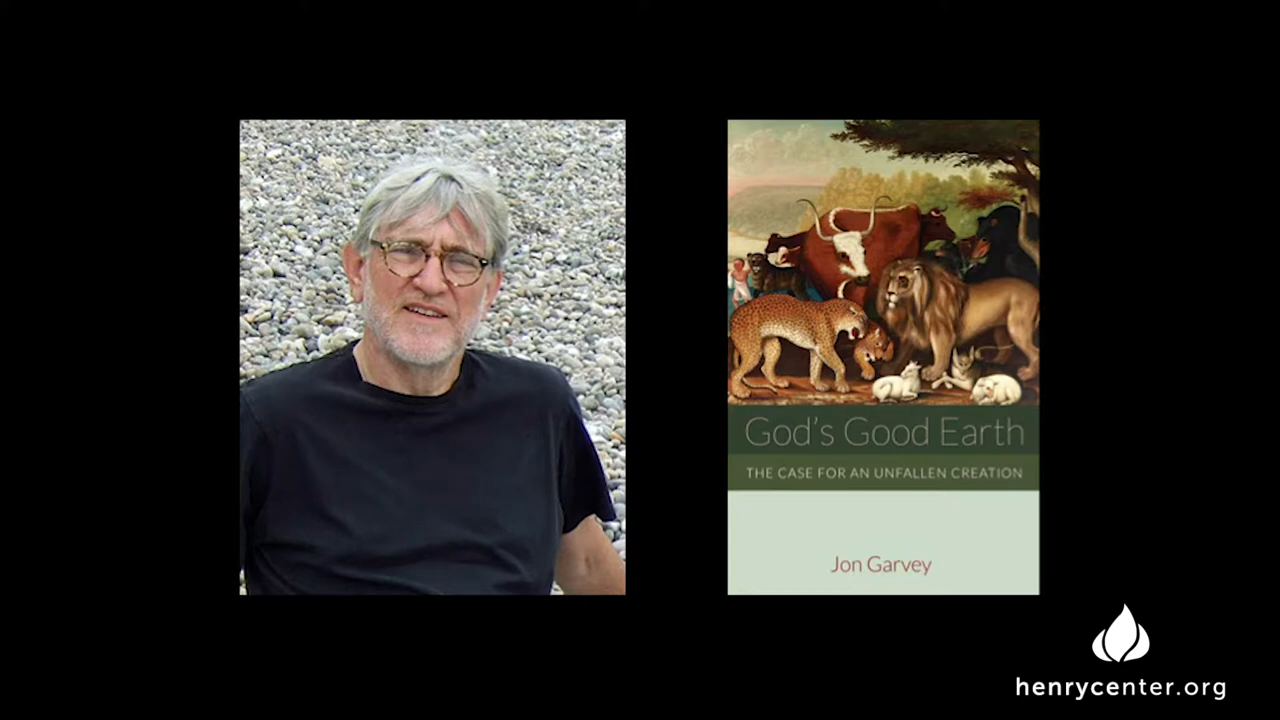 God's Good Earth
THE CASE FOR AN UNFALLEN CREATION
Jon Garvey
henrycenter.org